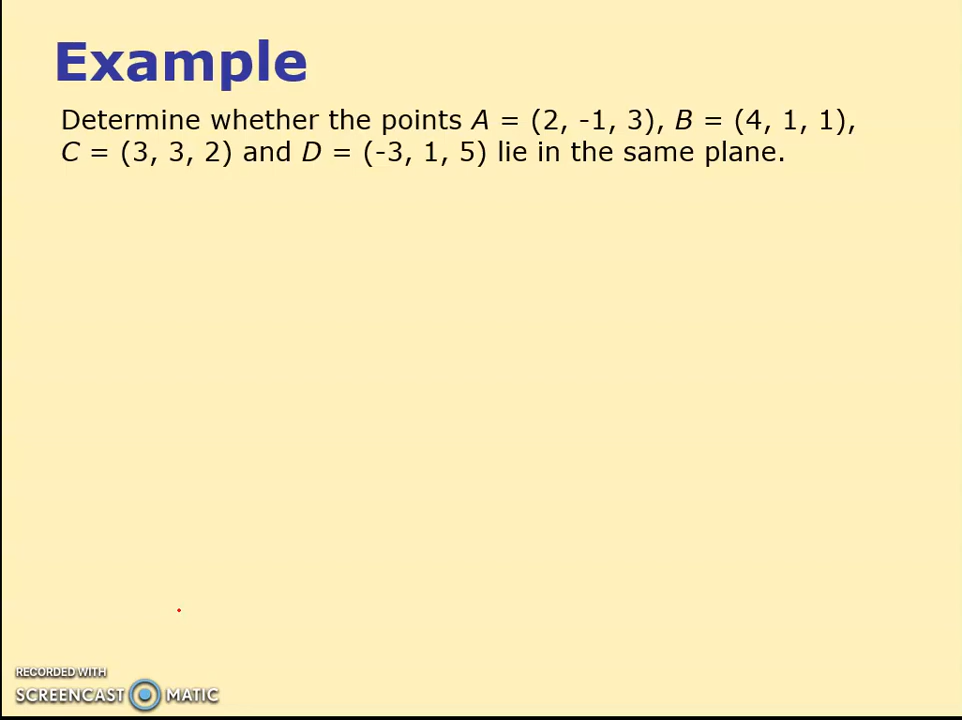 Example
Determine whether the points A = (2, -1, 3), B = (4, 1, 1),
C = (3, 3, 2) and D = (-3, 1, 5) lie in the same plane.
RECORDED WITH
SCREENCAST MATIC